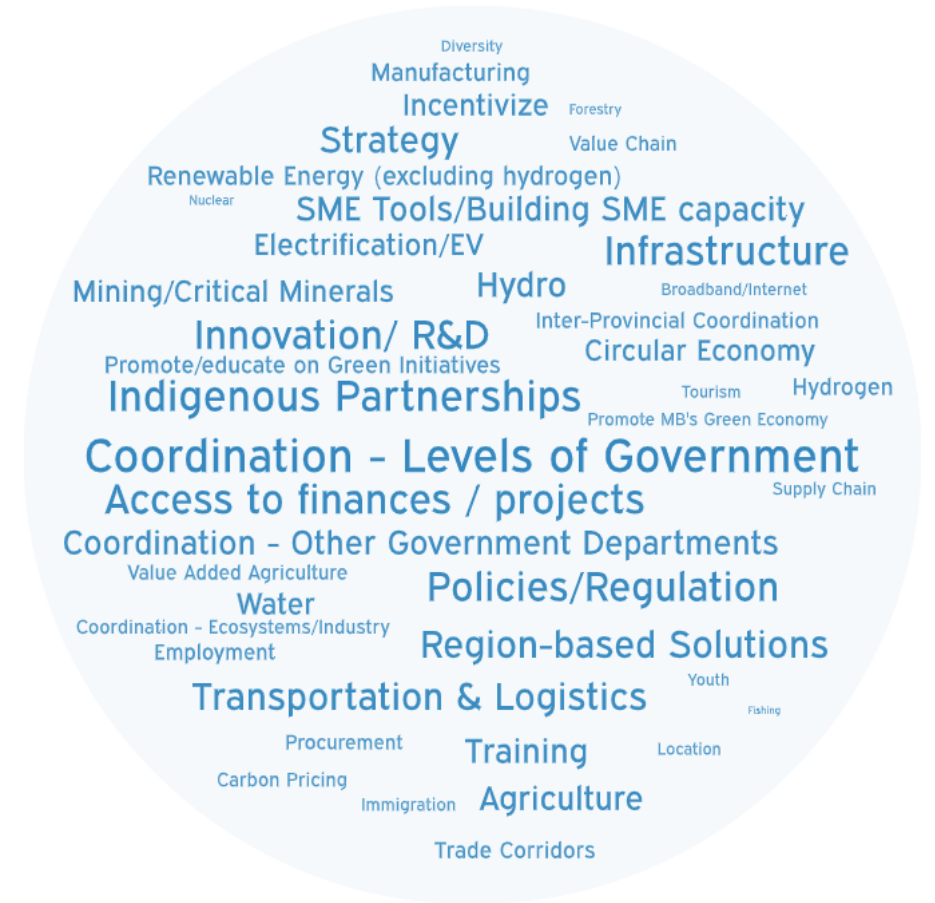 Diversity
Manufacturing
Incentivize
Forestry
Strategy
Value Chain
Renewable Energy (excluding hydrogen)
Nuclear
SME Tools/Building SME capacity
Electrification/EV
Infrastructure
Mining/Critical Minerals
Hydro
Broadband/Internet
Innovation/ R&D
Inter-Provincial Coordination
Circular Economy
Promote/educate on Green Initiatives
Indigenous Partnerships
Tourism
Hydrogen
Promote MB's Green Economy
Coordination - Levels of Government
Access to finances / projects
Supply Chain
Coordination - Other Government Departments
Value Added Agriculture
Policies/Regulation
Water
Coordination - Ecosystems/Industry
Employment
Region-based Solutions
Transportation & Logistics
Youth
Fishing
Procurement
Training
Location
Carbon Pricing
Immigration
Agriculture
Trade Corridors